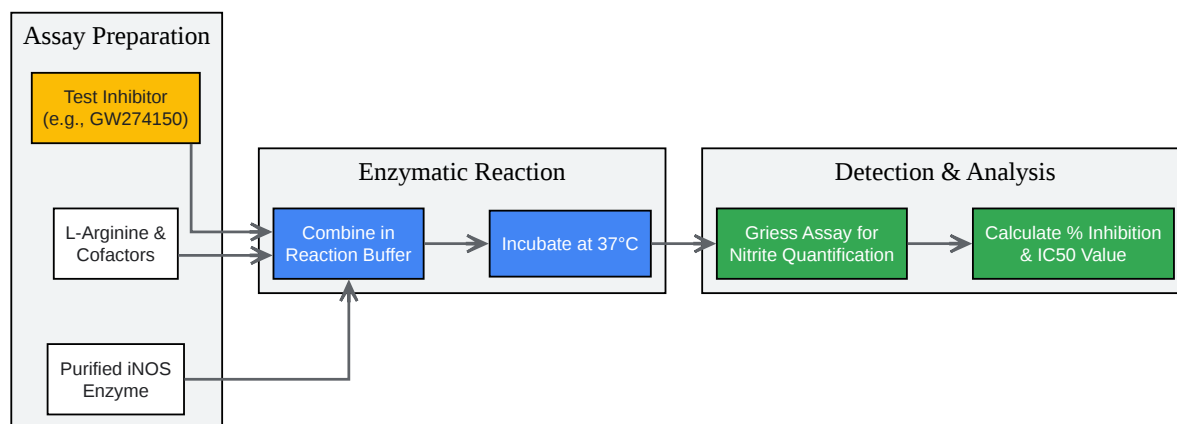 Assay Preparation
Test Inhibitor
(e.g., GW274150)
L-Arginine &
Cofactors
Purified iNOS
Enzyme
Enzymatic Reaction
Combine in
Reaction Buffer
Incubate at 37°C
Detection & Analysis
Griess Assay for
Nitrite Quantification
Calculate % Inhibition
& IC50 Value